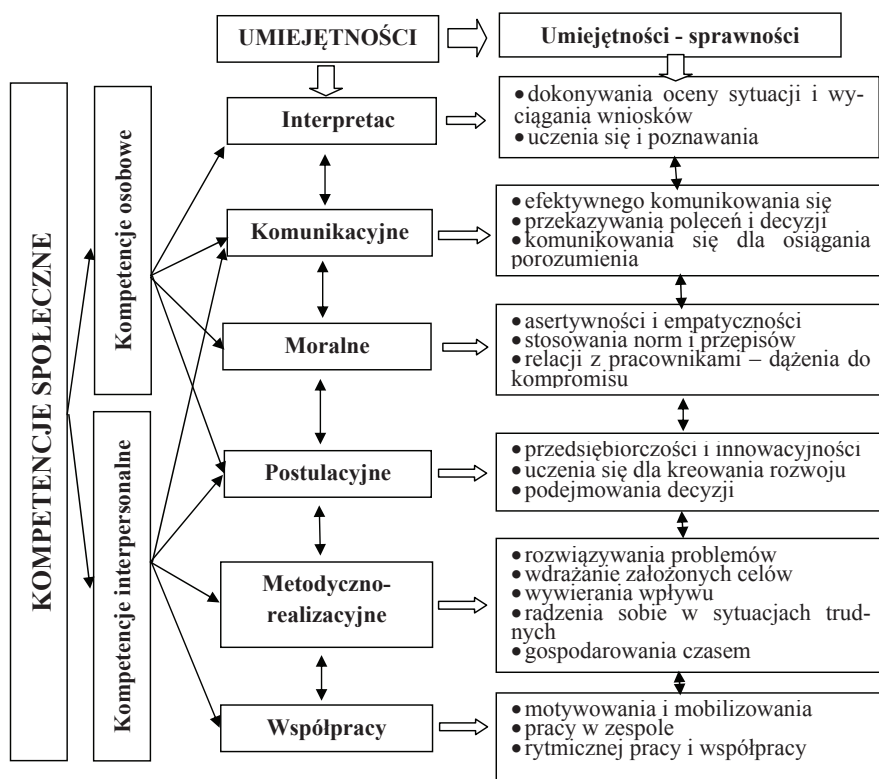 UMIEJĘTNOŚCI
Umiejętności - sprawności
KOMPETENCJE SPOŁECZNE
Kompetencje osobowe
Kompetencje interpersonalne
Interpretac
• dokonywania oceny sytuacji i wy-
ciągania wniosków
• uczenia się i poznawania
Komunikacyjne
• efektywnego komunikowania się
• przekazywania poleceń i decyzji
• komunikowania się dla osiągania
porozumienia
Moralne
• asertywności i empatyczności
• stosowania norm i przepisów
• relacji z pracownikami – dążenia do
kompromisu
Postulacyjne
• przedsiębiorczości i innowacyjności
• uczenia się dla kreowania rozwoju
• podejmowania decyzji
Metodyczno-
realizacyjne
• rozwiązywania problemów
• wdrażanie założonych celów
• wywierania wpływu
• radzenia sobie w sytuacjach trud-
nych
• gospodarowania czasem
Współpracy
• motywowania i mobilizowania
• pracy w zespole
• rytmicznej pracy i współpracy